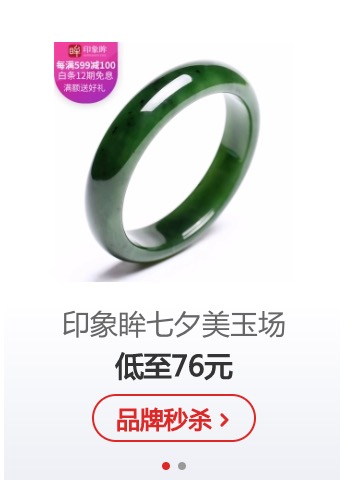 印象眸
每满599减100
白条12期免息
满额送好礼
印象眸七夕美玉场
低至76元
品牌秒杀 >